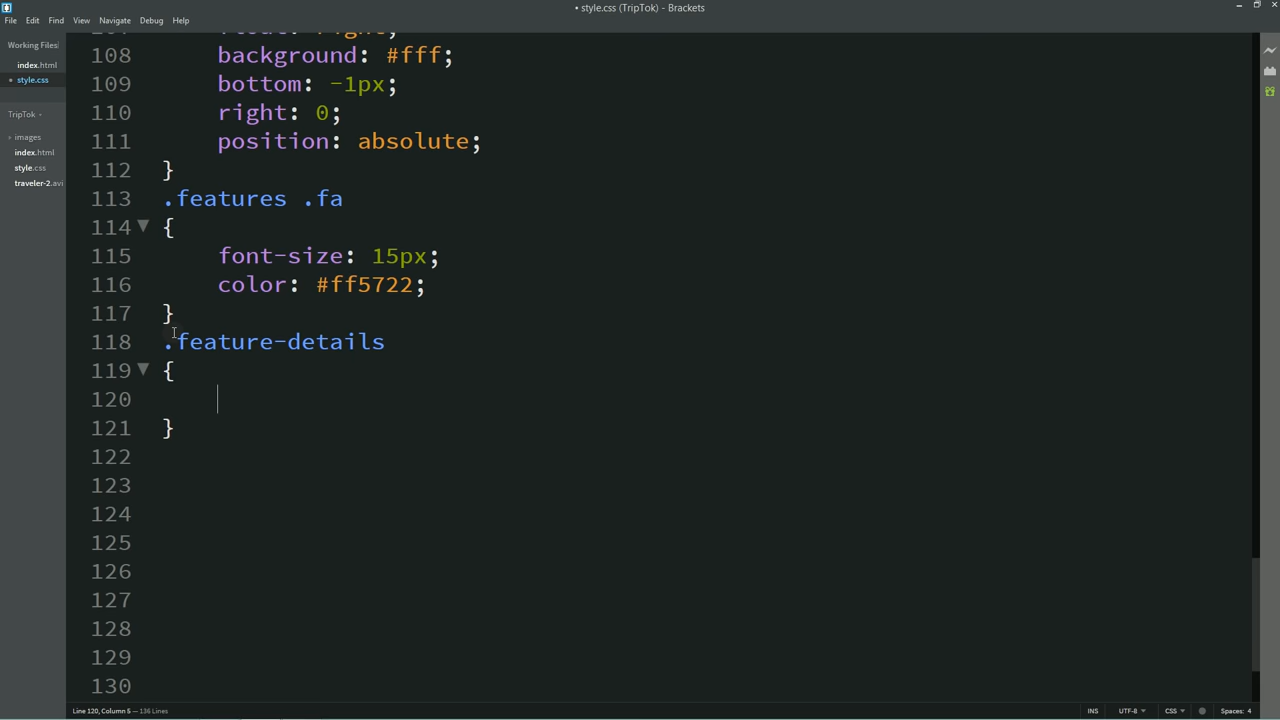 • style.css (TripTok) - Brackets
File Edit Find View Navigate Debug Help
Working Files
index.html
• style.css
TripTok
images
index.html
style.css
traveler-2.avi
108 background: #fff;
109 bottom: -1px;
110 right: 0;
111 position: absolute;
112 }
113 .features .fa
114 {
115 font-size: 15px;
116 color: #ff5722;
117 }
118 .feature-details
119 {
120
121 }
122
123
124
125
126
127
128
129
130
Line 120, Column 5 — 136 Lines
INS UTF-8 CSS Spaces: 4